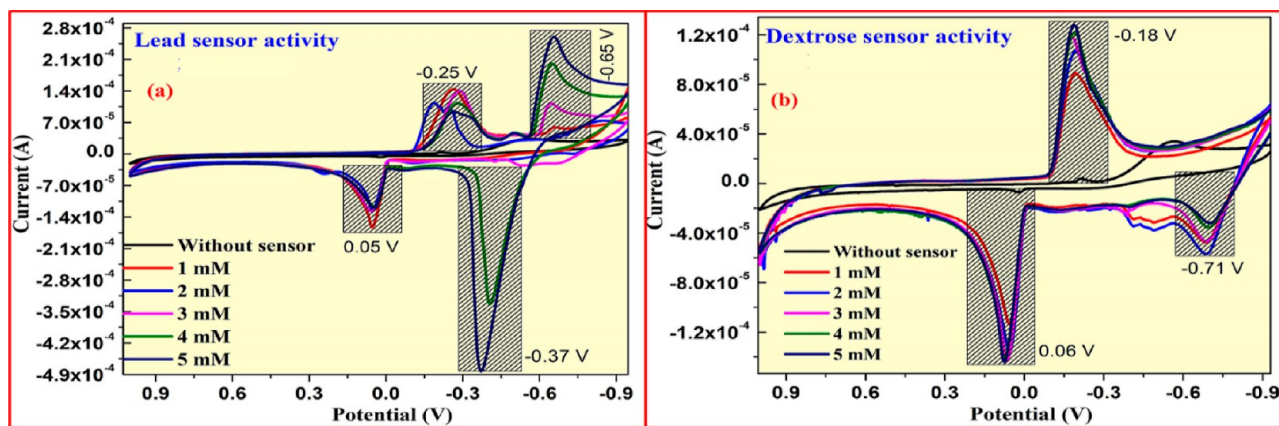 Lead sensor activity
(a)
Current (A)
2.8x10⁻⁴
2.1x10⁻⁴
1.4x10⁻⁴
7.0x10⁻⁵
0.0
-7.0x10⁻⁵
-1.4x10⁻⁴
-2.1x10⁻⁴
-2.8x10⁻⁴
-3.5x10⁻⁴
-4.2x10⁻⁴
-4.9x10⁻⁴
-0.25 V
-0.65 V
0.05 V
-0.37 V
Without sensor
1 mM
2 mM
3 mM
4 mM
5 mM
0.9 0.6 0.3 0.0 -0.3 -0.6 -0.9
Potential (V)
Dextrose sensor activity
(b)
Current (A)
1.2x10⁻⁴
8.0x10⁻⁵
4.0x10⁻⁵
0.0
-4.0x10⁻⁵
-8.0x10⁻⁵
-1.2x10⁻⁴
-0.18 V
-0.71 V
0.06 V
Without sensor
1 mM
2 mM
3 mM
4 mM
5 mM
0.9 0.6 0.3 0.0 -0.3 -0.6 -0.9
Potential (V)